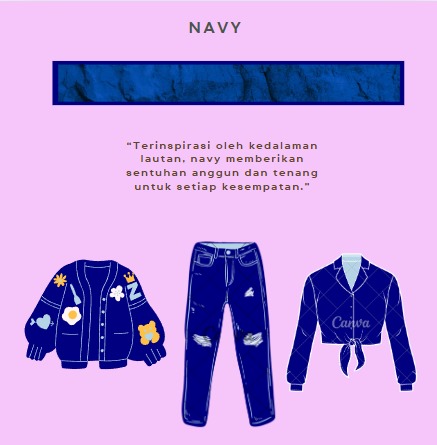 NAVY
“Terinspirasi oleh kedalaman
lautan, navy memberikan
sentuhan anggun dan tenang
untuk setiap kesempatan.”
Z
Canva